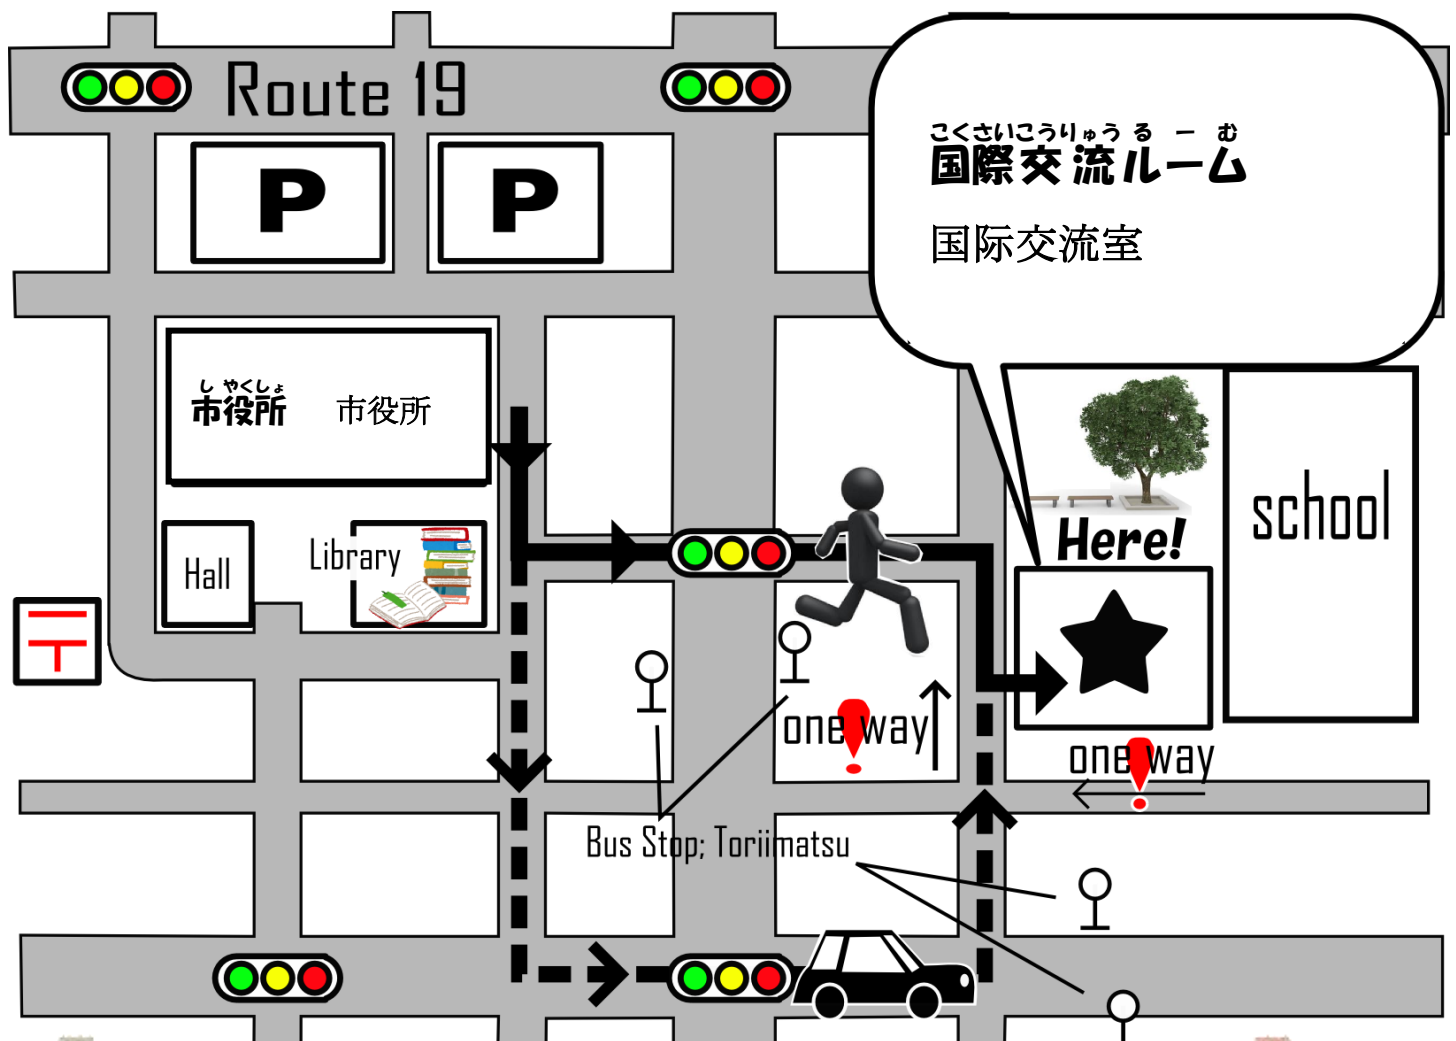 Route 19
P P
こくさいこうりゅうるーむ
国際交流ルーム
国际交流室
しやくしょ
市役所 市役所
Hall
Library
Here!
school
〒
one way
one way
Bus Stop; Toriimatsu